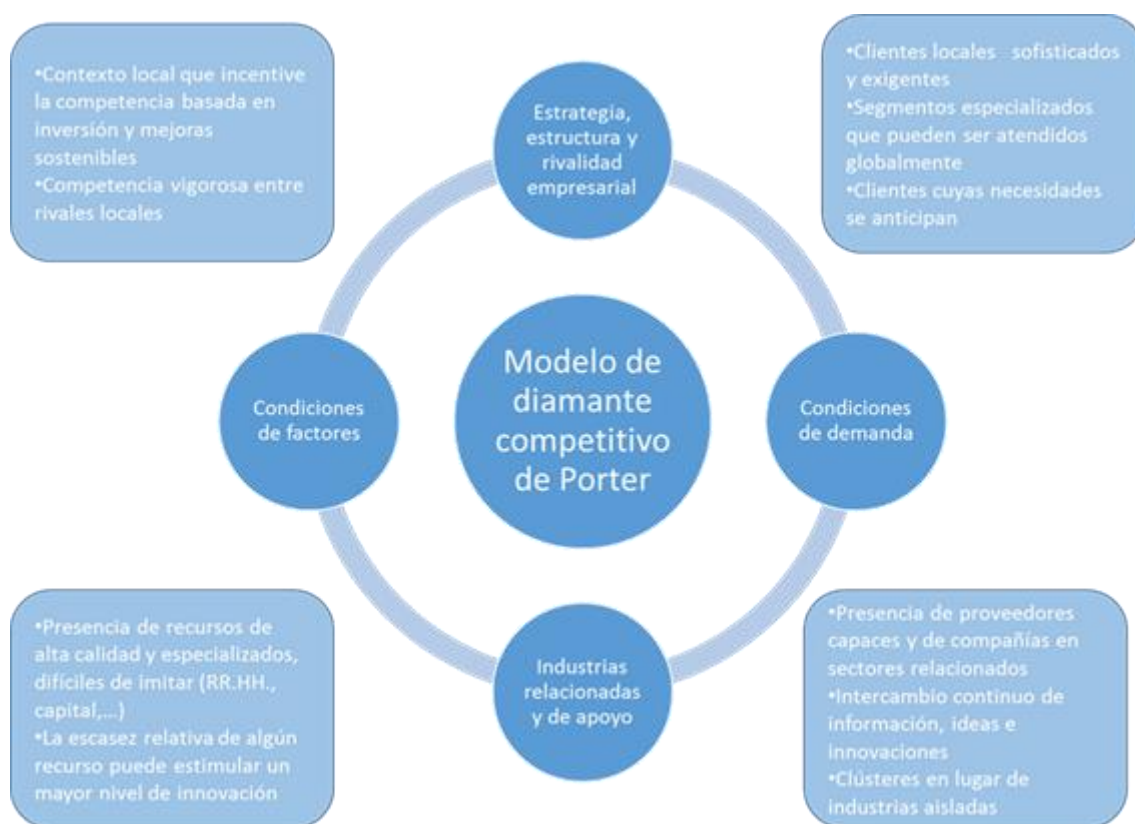 •Contexto local que incentive
la competencia basada en
inversión y mejoras
sostenibles
•Competencia vigorosa entre
rivales locales
Estrategia,
estructura y
rivalidad
empresarial
•Clientes locales sofisticados
y exigentes
•Segmentos especializados
que pueden ser atendidos
globalmente
•Clientes cuyas necesidades
se anticipan
Condiciones
de factores
Modelo de
diamante
competitivo
de Porter
Condiciones
de demanda
•Presencia de recursos de
alta calidad y especializados,
difíciles de imitar (RR.HH.,
capital,...)
•La escasez relativa de algún
recurso puede estimular un
mayor nivel de innovación
Industrias
relacionadas
y de apoyo
•Presencia de proveedores
capaces y de compañías en
sectores relacionados
•Intercambio continuo de
información, ideas e
innovaciones
•Clústeres en lugar de
industrias aisladas